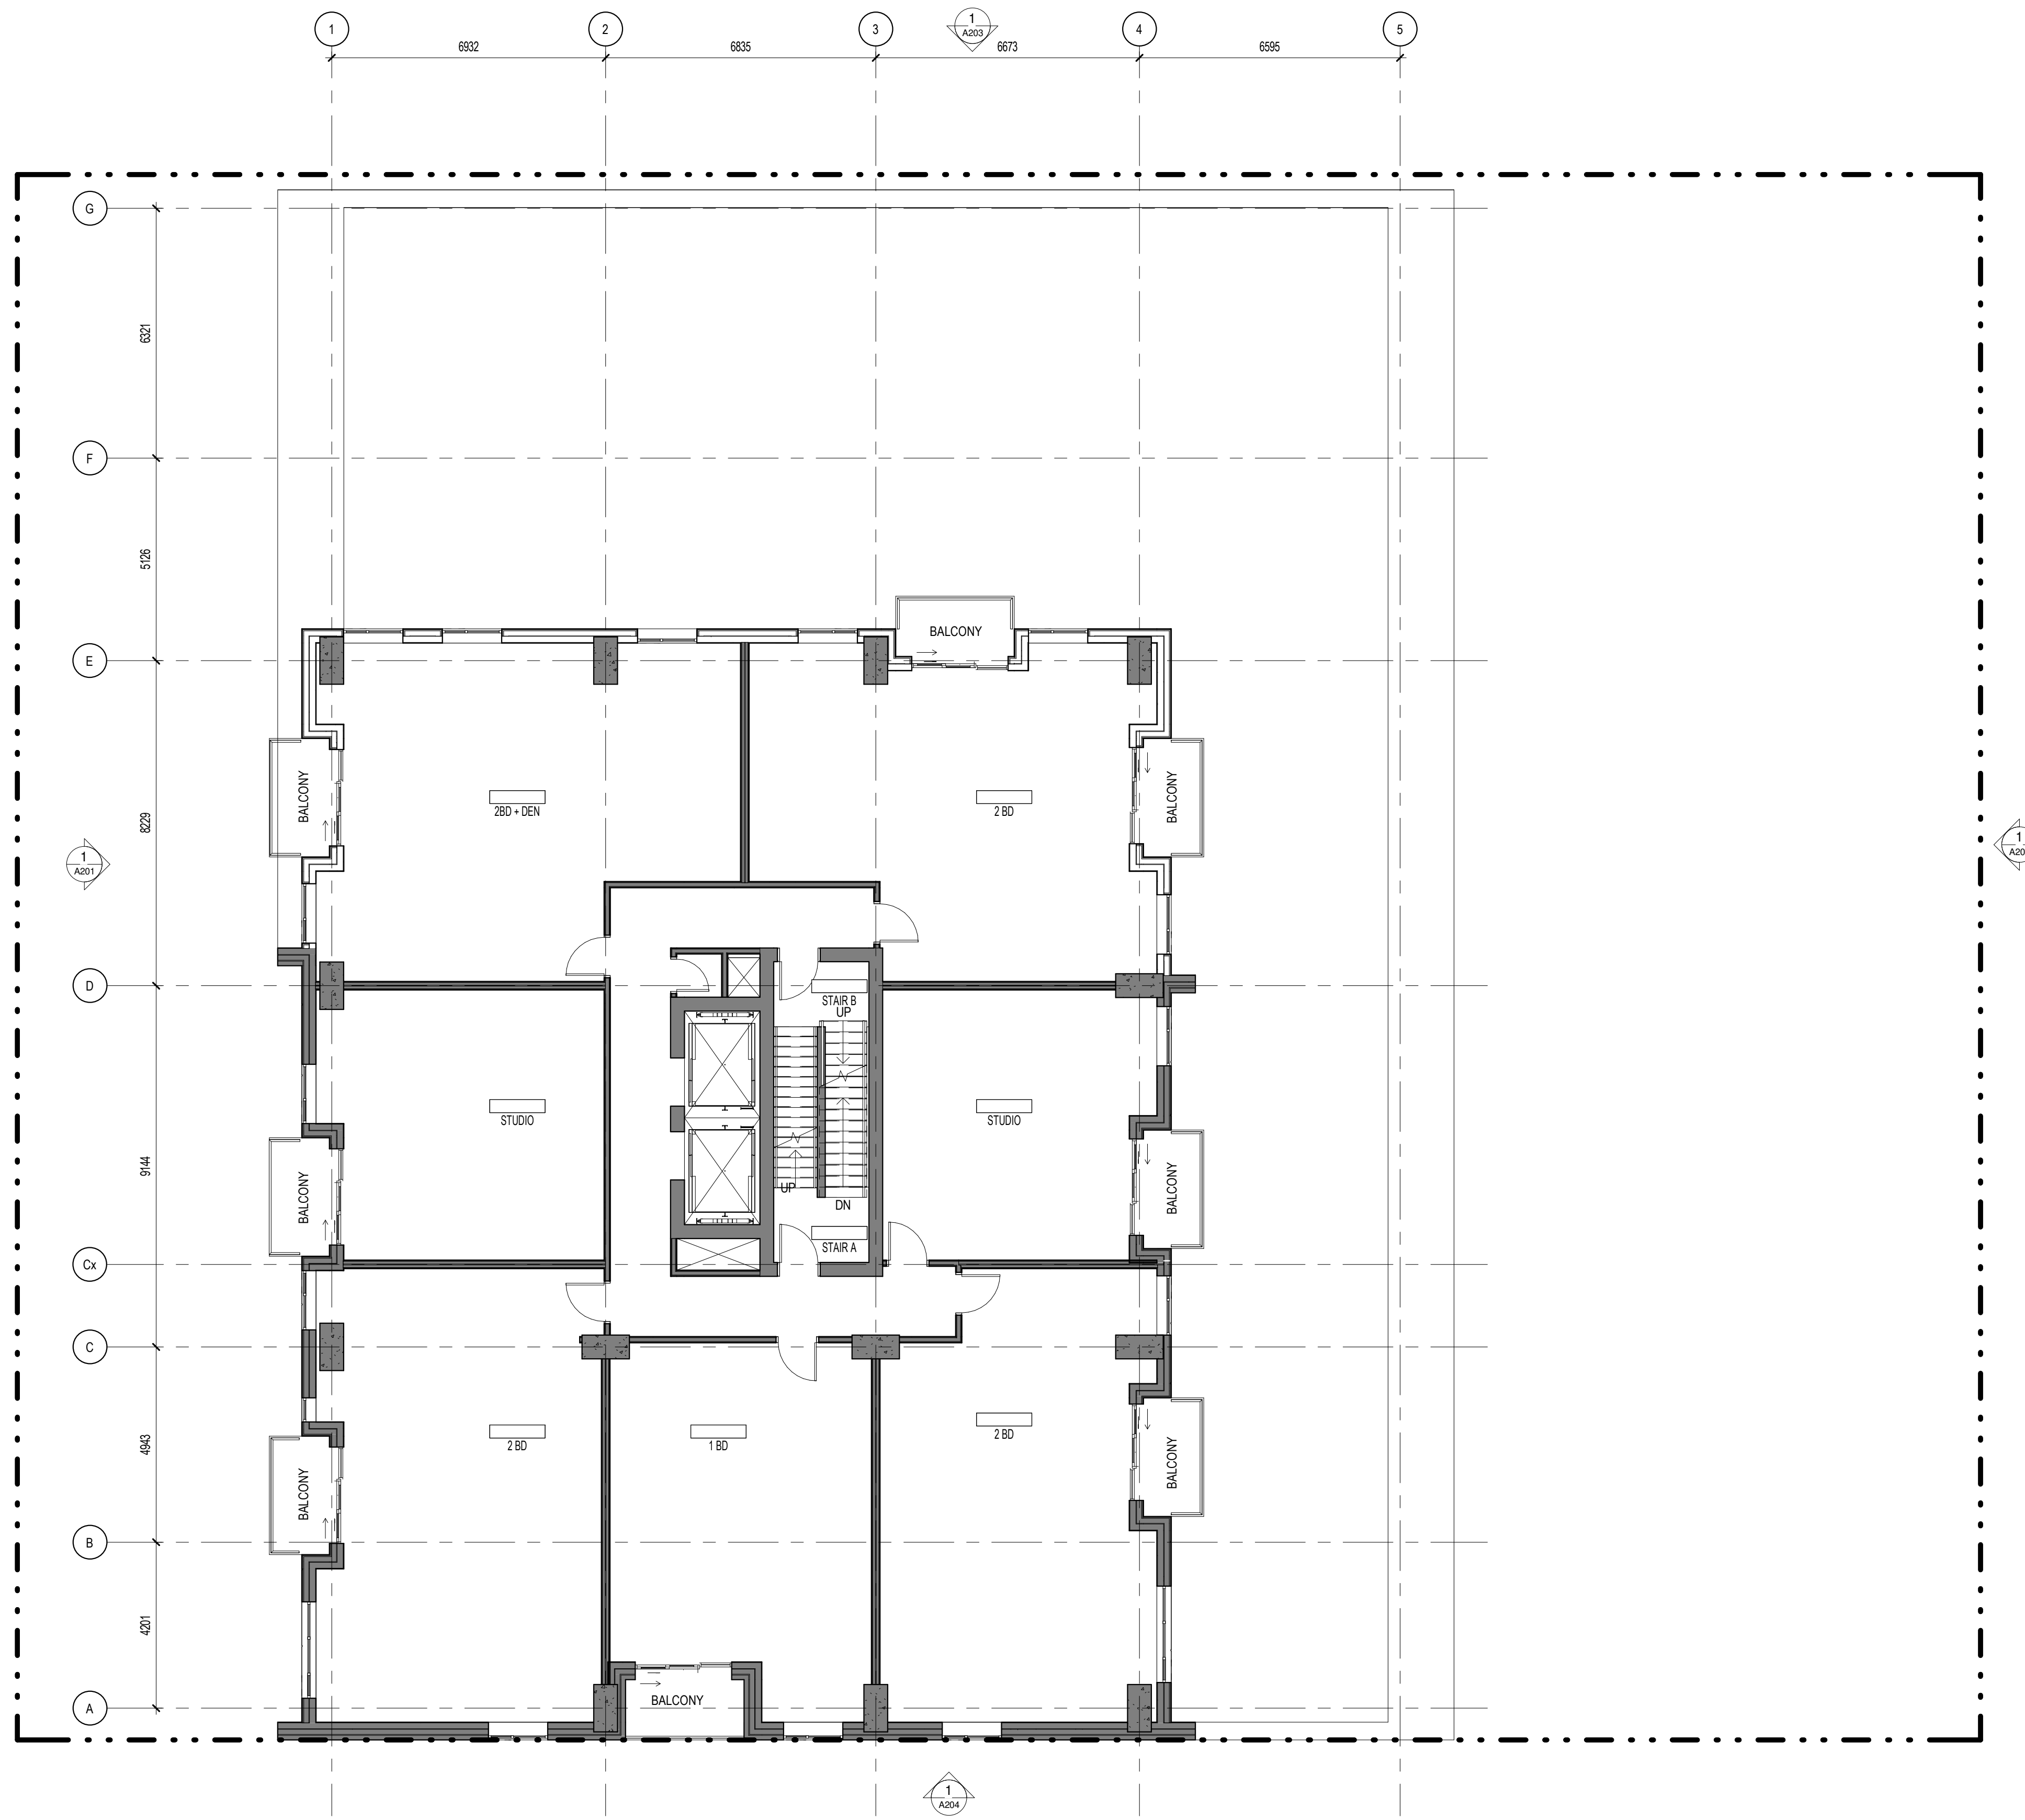 1
2
3
1
A203
4
5
6932
6835
6673
6595
G
6321
F
5126
BALCONY
E
BALCONY
2BD + DEN
2 BD
BALCONY
8229
1
A201
1
D
STAIR B
UP
STUDIO
STUDIO
9144
BALCONY
BALCONY
UP
DN
STAIR A
Cx
C
2 BD
1 BD
2 BD
4943
BALCONY
BALCONY
B
4201
BALCONY
A
1
A204